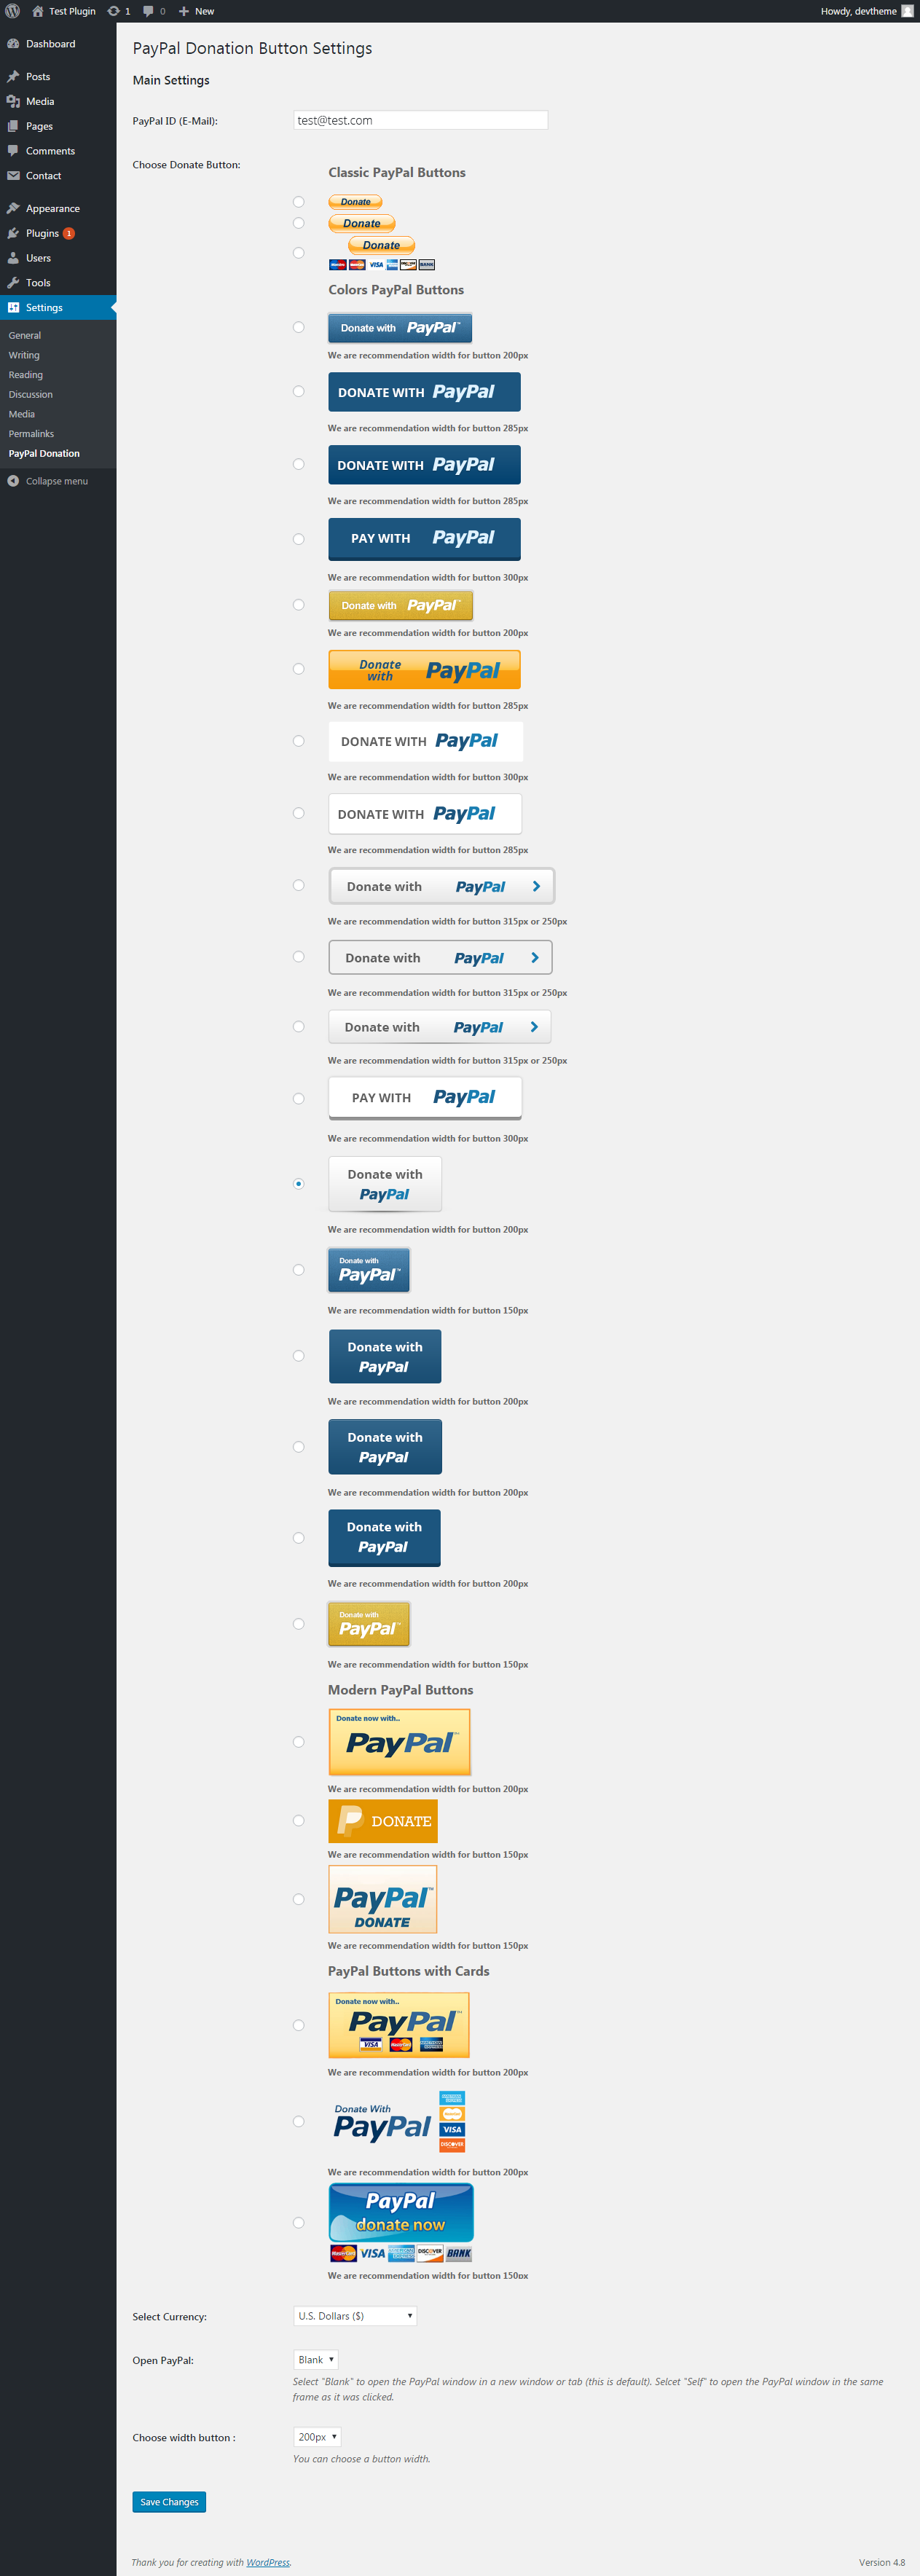 Test Plugin 1 0 New Howdy, devtheme
Dashboard
Posts
Media
Pages
Comments
Contact
Appearance
Plugins 1
Users
Tools
Settings
General
Writing
Reading
Discussion
Media
Permalinks
PayPal Donation
Collapse menu
PayPal Donation Button Settings
Main Settings
PayPal ID (E-Mail): test@test.com
Choose Donate Button:
Classic PayPal Buttons
Donate
Donate
Donate
VISA BANK
Colors PayPal Buttons
Donate with PayPal™
We are recommendation width for button 200px
DONATE WITH PayPal
We are recommendation width for button 285px
DONATE WITH PayPal
We are recommendation width for button 285px
PAY WITH PayPal
We are recommendation width for button 300px
Donate with PayPal™
We are recommendation width for button 200px
Donate
with PayPal
We are recommendation width for button 285px
DONATE WITH PayPal
We are recommendation width for button 300px
DONATE WITH PayPal
We are recommendation width for button 285px
Donate with PayPal
We are recommendation width for button 315px or 250px
Donate with PayPal
We are recommendation width for button 315px or 250px
Donate with PayPal
We are recommendation width for button 315px or 250px
PAY WITH PayPal
We are recommendation width for button 300px
Donate with
PayPal
We are recommendation width for button 200px
Donate with
PayPal™
We are recommendation width for button 150px
Donate with
PayPal
We are recommendation width for button 200px
Donate with
PayPal
We are recommendation width for button 200px
Donate with
PayPal
We are recommendation width for button 200px
Donate with
PayPal™
We are recommendation width for button 150px
Modern PayPal Buttons
Donate now with..
PayPal™
We are recommendation width for button 200px
DONATE
We are recommendation width for button 150px
PayPal™
DONATE
We are recommendation width for button 150px
PayPal Buttons with Cards
Donate now with..
PayPal™
VISA MasterCard
We are recommendation width for button 200px
Donate With
PayPal
VISA
DISCOVER
We are recommendation width for button 200px
PayPal
donate now
MasterCard VISA DISCOVER BANK
We are recommendation width for button 150px
Select Currency: U.S. Dollars ($)
Open PayPal: Blank
Select "Blank" to open the PayPal window in a new window or tab (this is default). Selcet "Self" to open the PayPal window in the same
frame as it was clicked.
Choose width button : 200px
You can choose a button width.
Save Changes
Thank you for creating with WordPress. Version 4.8